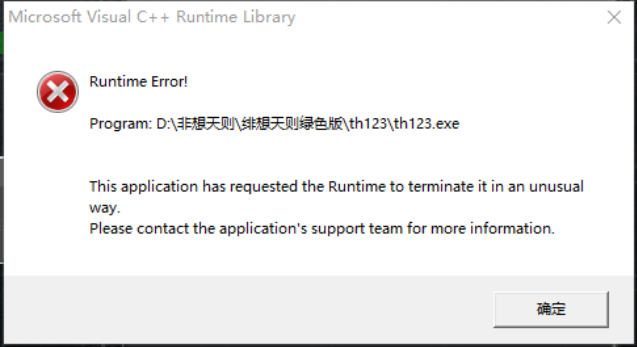 Microsoft Visual C++ Runtime Library
Runtime Error!
Program: D:\非想天则\绯想天则绿色版\th123\th123.exe
This application has requested the Runtime to terminate it in an unusual
way.
Please contact the application's support team for more information.
确定